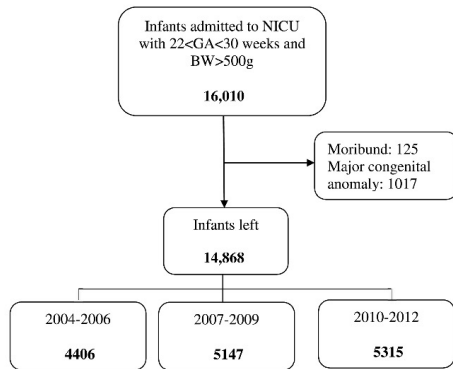 Infants admitted to NICU
with 22<GA<30 weeks and
BW>500g
16,010
Moribund: 125
Major congenital
anomaly: 1017
Infants left
14,868
2004-2006
4406
2007-2009
5147
2010-2012
5315